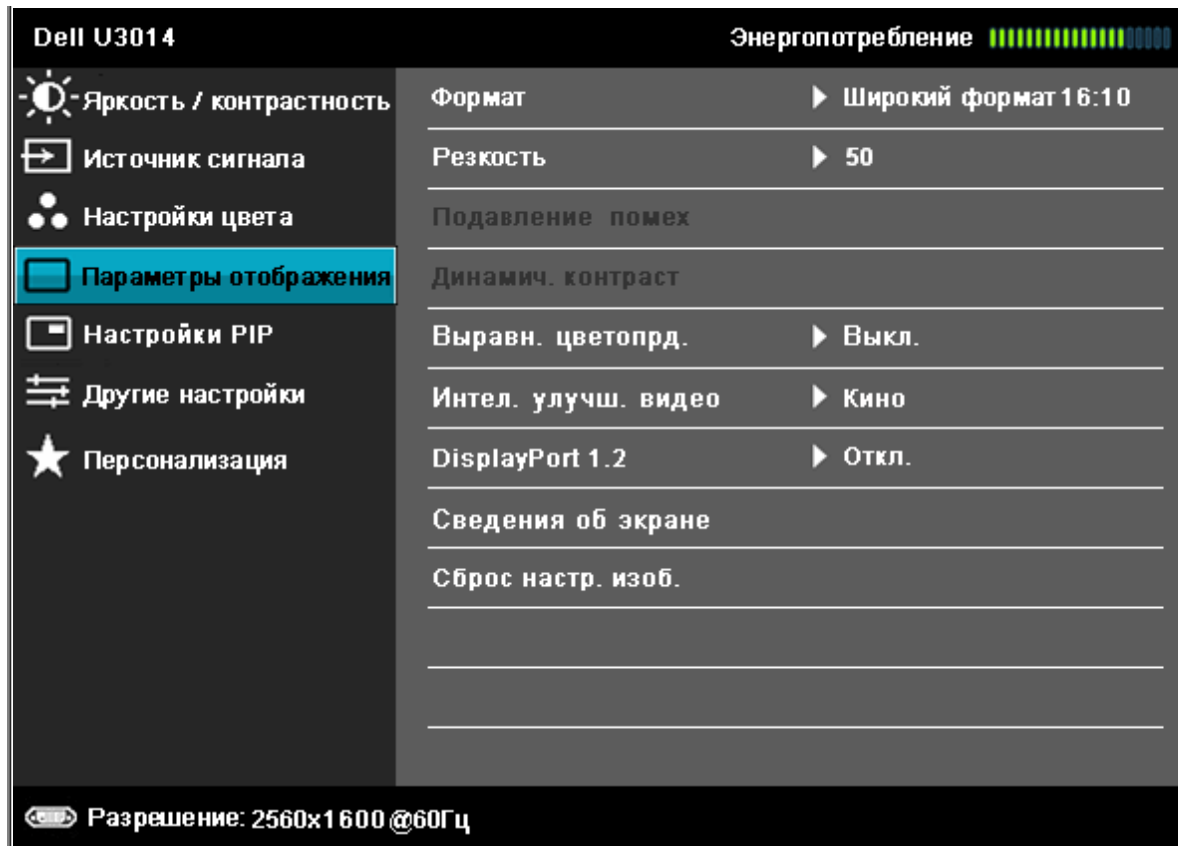 Dell U3014
Энергопотребление
Яркость / контрастность
Источник сигнала
Настройки цвета
Параметры отображения
Настройки PIP
Другие настройки
Персонализация
Формат Широкий формат 16:10
Резкость 50
Подавление помех
Динамич. контраст
Выравн. цветопрд. Выкл.
Интел. улучш. видео Кино
DisplayPort 1.2 Откл.
Сведения об экране
Сброс настр. изоб.
Разрешение: 2560x1600@60Гц